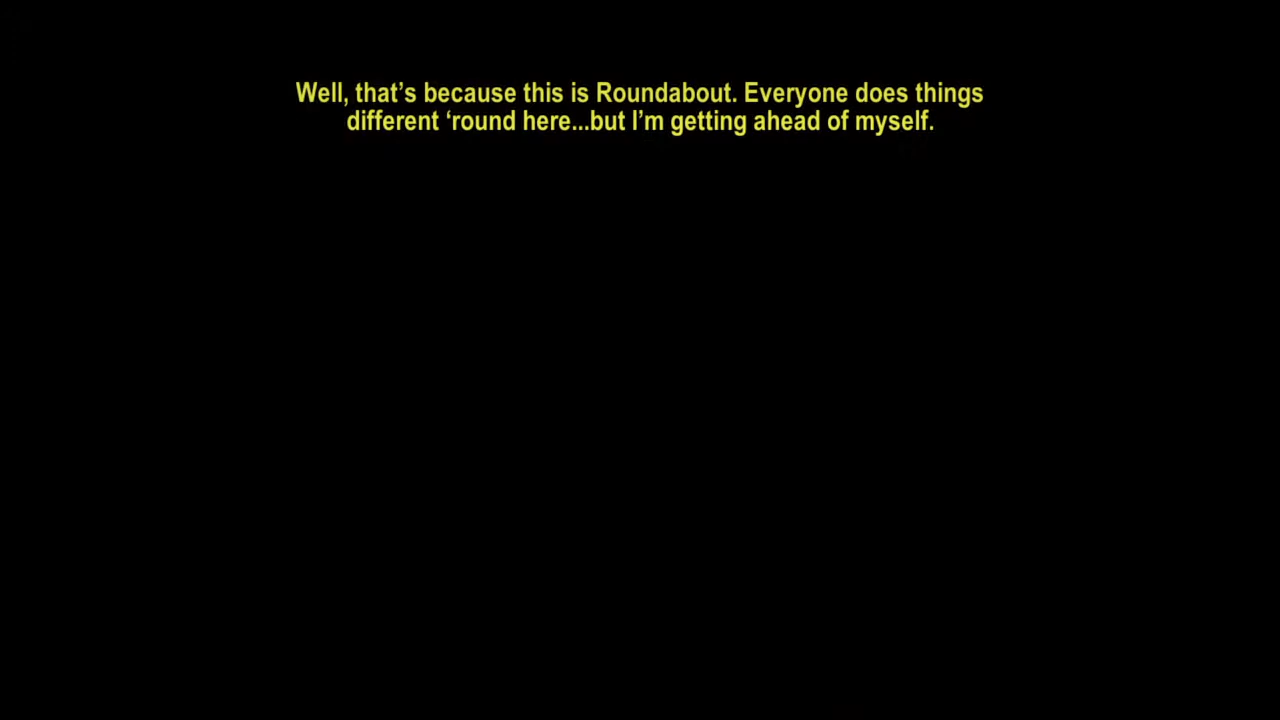 Well, that’s because this is Roundabout. Everyone does things
different ‘round here...but I’m getting ahead of myself.